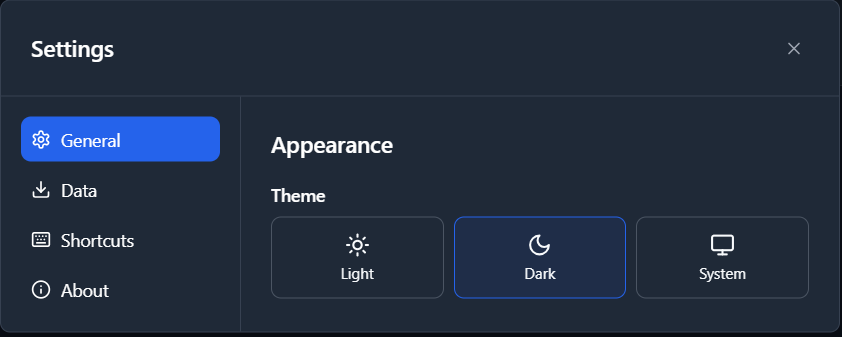 Settings
General
Data
Shortcuts
About
Appearance
Theme
Light
Dark
System